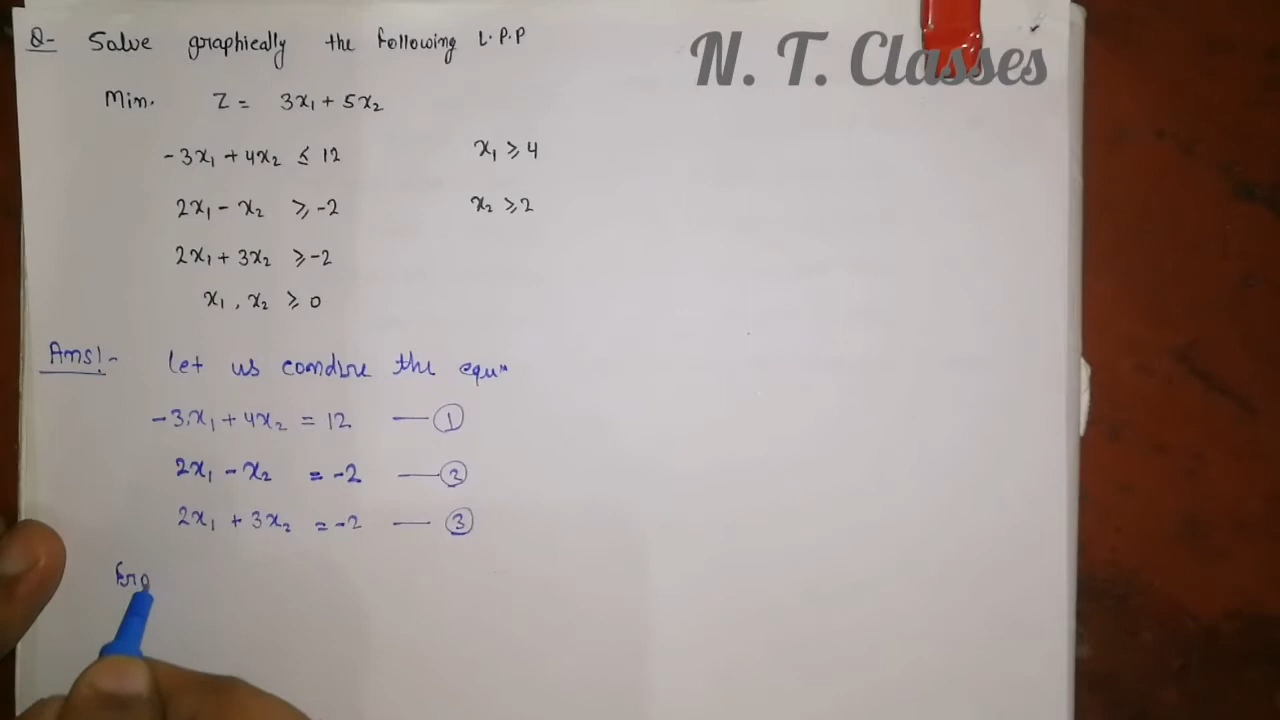 Q- Solve graphically the following L.P.P
N. T. Classes
Min. Z = 3x₁ + 5x₂
-3x₁ + 4x₂ ≤ 12 x₁ ≥ 4
2x₁ - x₂ ≥ -2 x₂ ≥ 2
2x₁ + 3x₂ ≥ -2
x₁, x₂ ≥ 0
Ans!- Let us the equⁿ
-3x₁ + 4x₂ = 12 — ①
2x₁ - x₂ = -2 — ②
2x₁ + 3x₂ = -2 — ③
fro